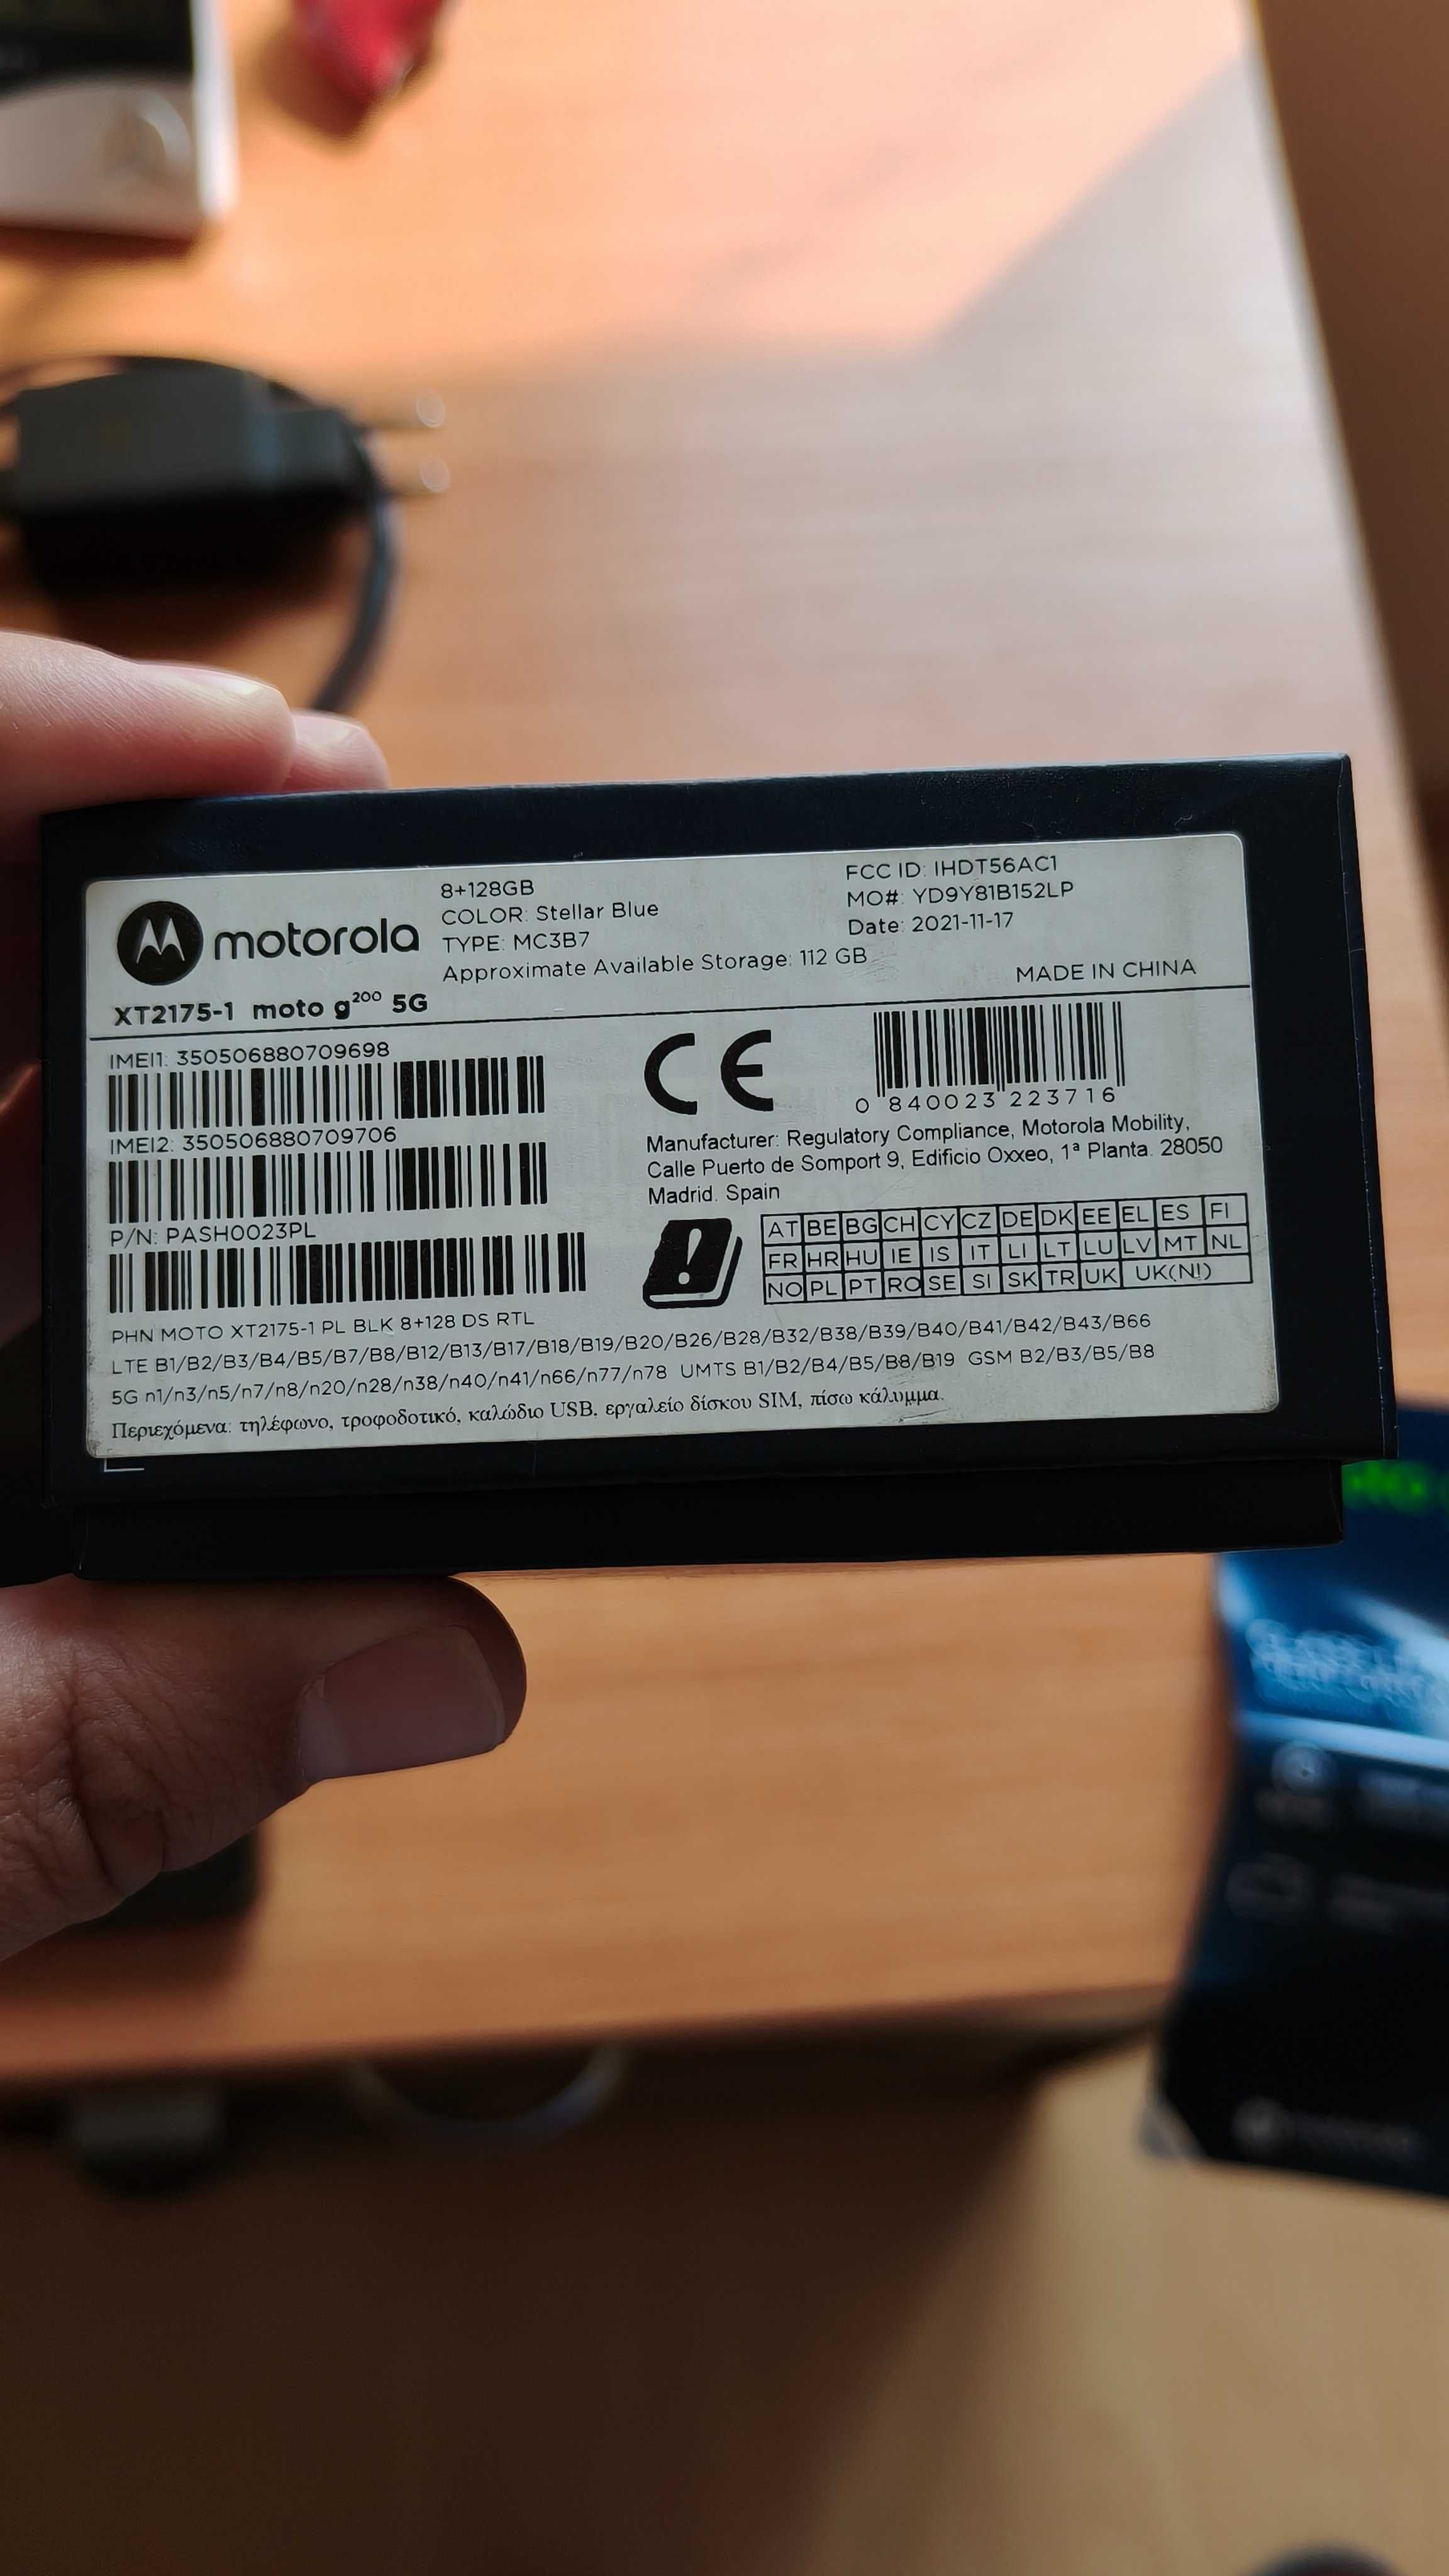 8+128GB
COLOR: Stellar Blue
TYPE: MC3B7
Approximate Available Storage: 112 GB
FCC ID: IHDT56AC1
MO#: YD9Y81B152LP
Date: 2021-11-17
MADE IN CHINA
motorola
XT2175-1 moto g200 5G
IMEI1: 350506880709698
IMEI2: 350506880709706
P/N: PASH0023PL
CE
0 840023 223716
Manufacturer: Regulatory Compliance, Motorola Mobility,
Calle Puerto de Somport 9, Edificio Oxxeo, 1ª Planta. 28050
Madrid. Spain
AT BE BG CH CY CZ DE DK EE EL ES FI
FR HR HU IE IS IT LI LT LU LV MT NL
NO PL PT RO SE SI SK TR UK UK(NI)
PHN MOTO XT2175-1 PL BLK 8+128 DS RTL
LTE B1/B2/B3/B4/B5/B7/B8/B12/B13/B17/B18/B19/B20/B26/B28/B32/B38/B39/B40/B41/B42/B43/B66
5G n1/n3/n5/n7/n8/n20/n28/n38/n40/n41/n66/n77/n78 UMTS B1/B2/B4/B5/B8/B19 GSM B2/B3/B5/B8
Περιεχόμενα: τηλέφωνο, τροφοδοτικό, καλώδιο USB, εργαλείο δίσκου SIM, πίσω κάλυμμα.